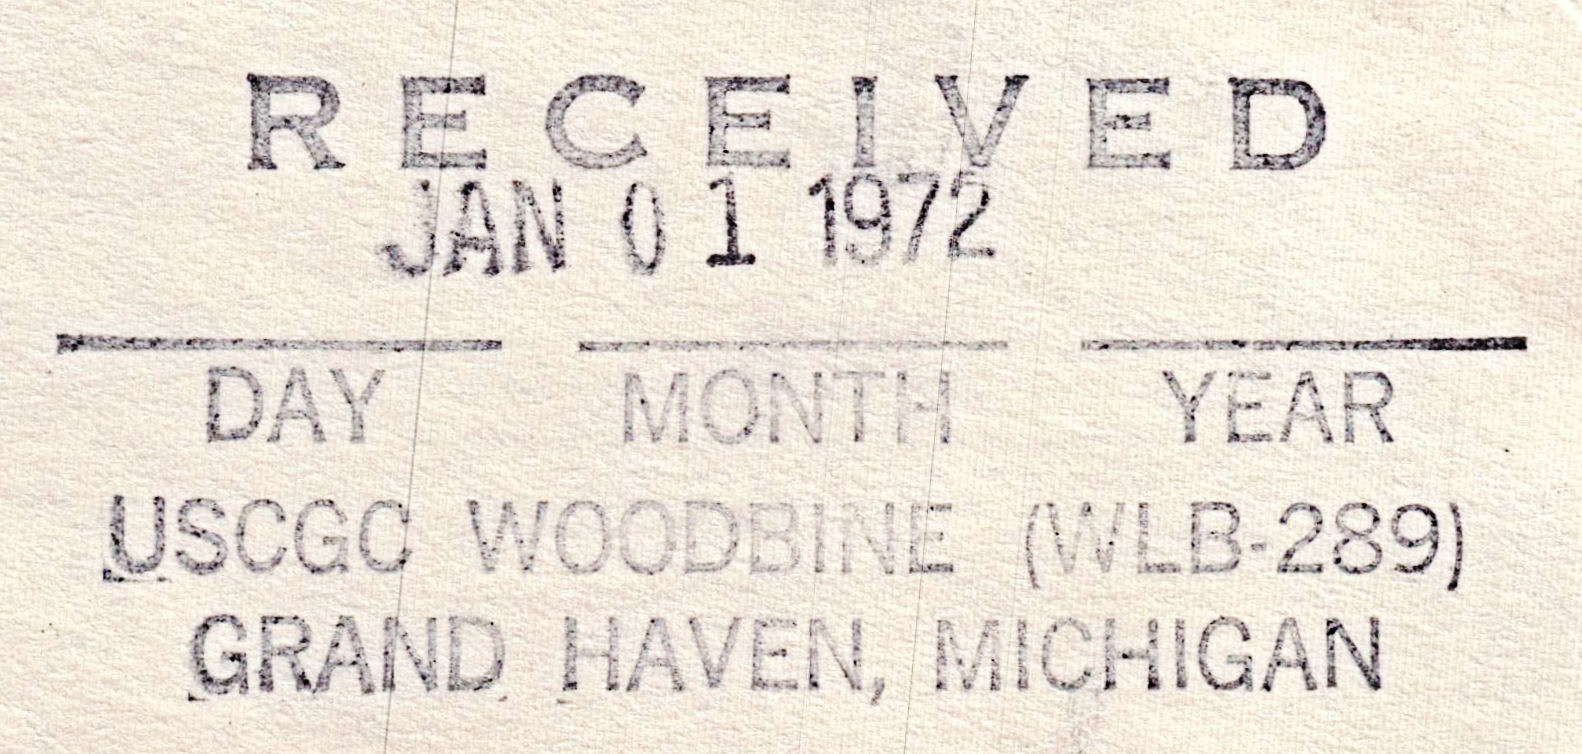 RECEIVED
JAN 01 1972
DAY MONTH YEAR
USCGC WOODBINE (WLB-289)
GRAND HAVEN, MICHIGAN